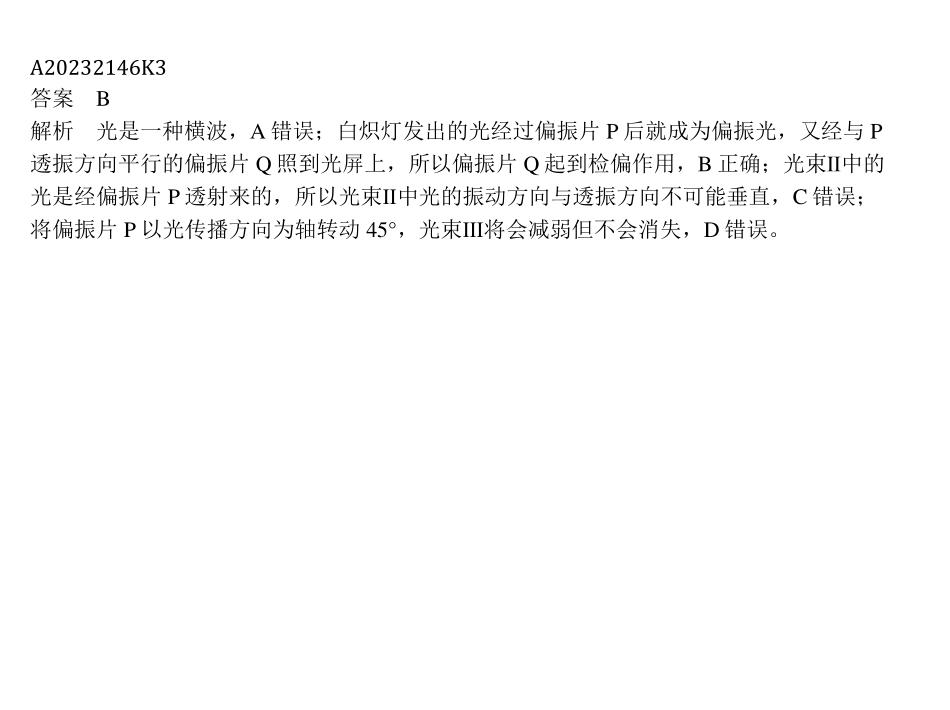 A20232146K3
答案　B
解析　光是一种横波，A 错误；白炽灯发出的光经过偏振片 P 后就成为偏振光，又经与 P
透振方向平行的偏振片 Q 照到光屏上，所以偏振片 Q 起到检偏作用，B 正确；光束Ⅱ中的
光是经偏振片 P 透射来的，所以光束Ⅱ中光的振动方向与透振方向不可能垂直，C 错误；
将偏振片 P 以光传播方向为轴转动 45°，光束Ⅲ将会减弱但不会消失，D 错误。